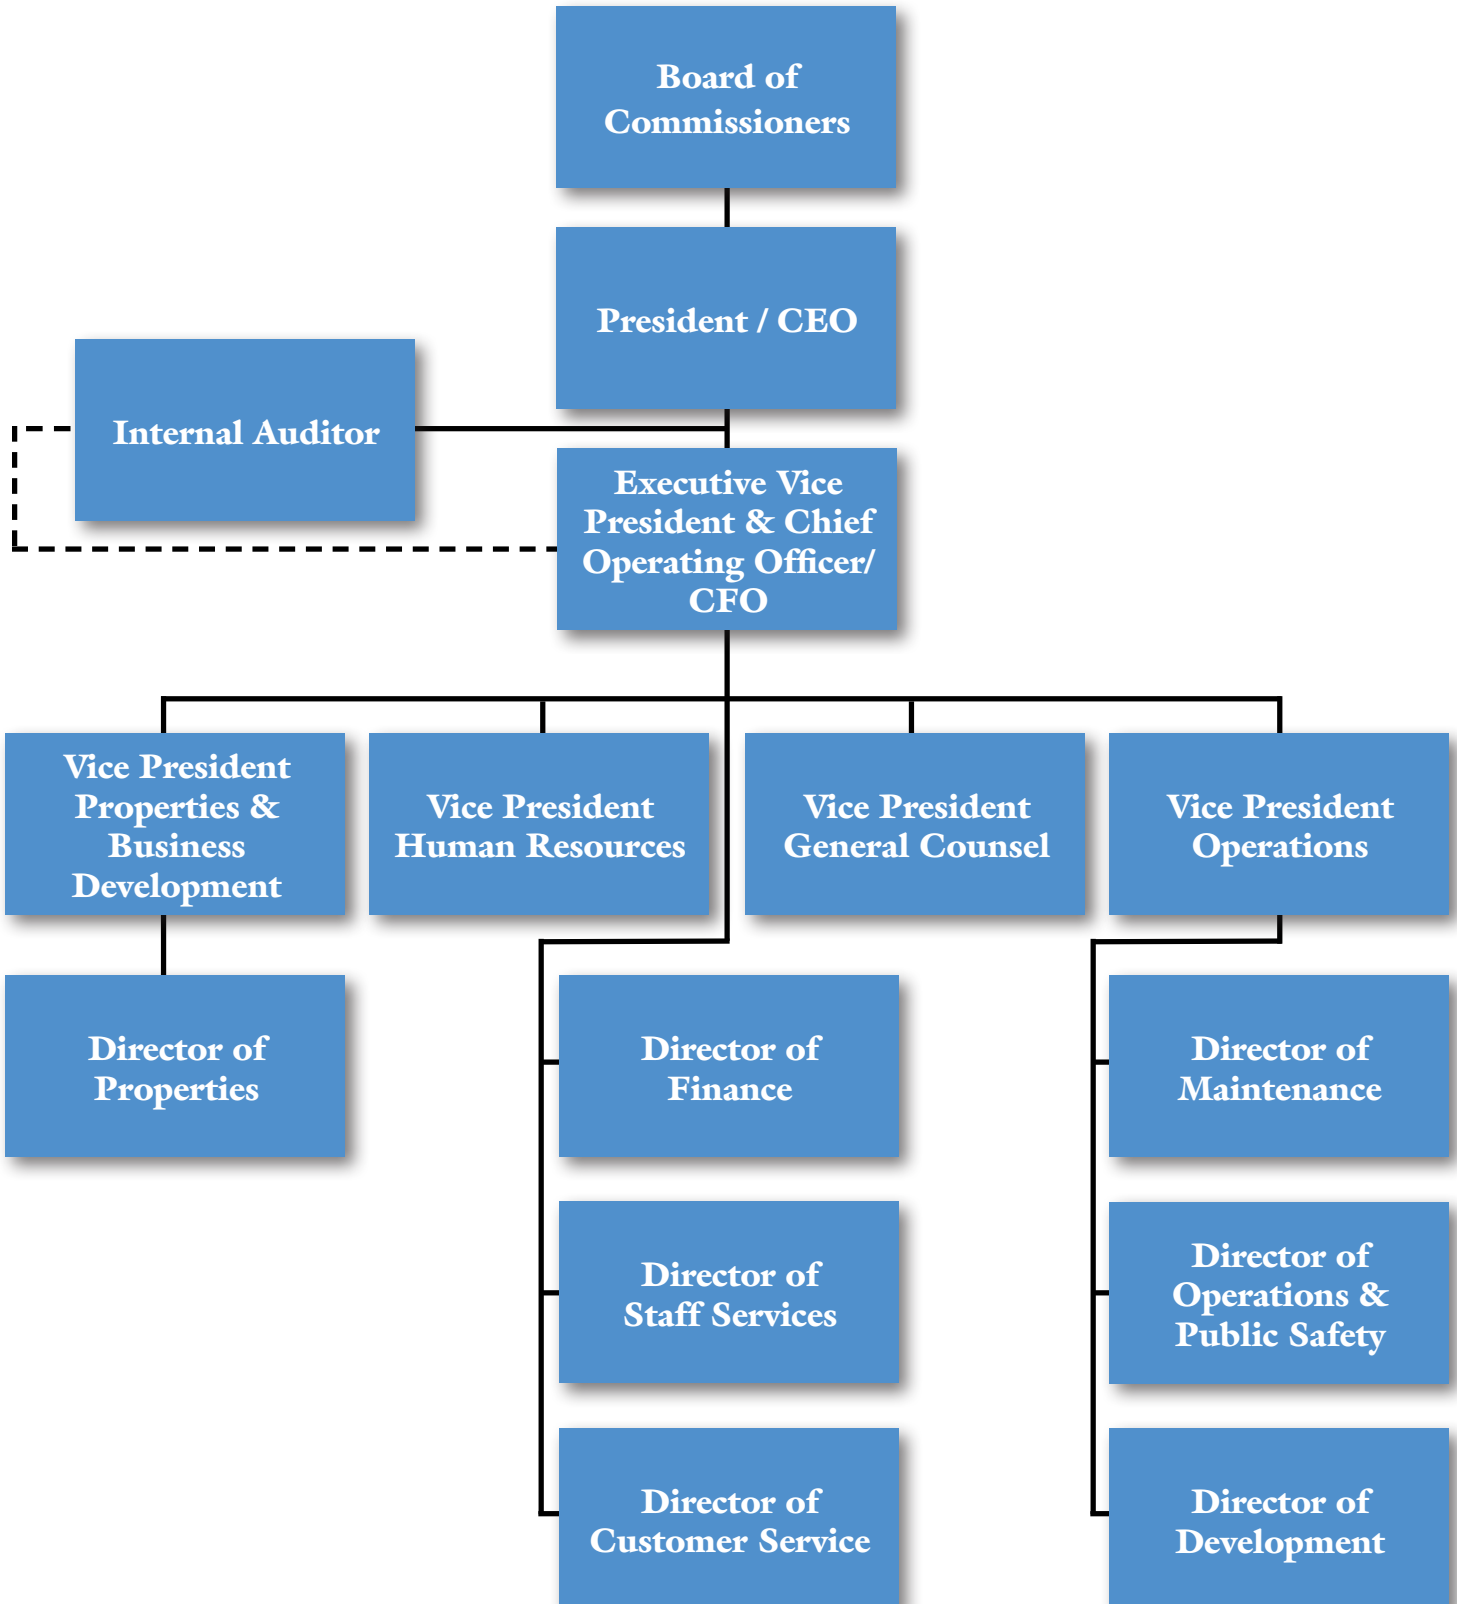 Board of
Commissioners
President / CEO
Internal Auditor
Executive Vice
President & Chief
Operating Officer/
CFO
Vice President
Properties &
Business
Development
Vice President
Human Resources
Vice President
General Counsel
Vice President
Operations
Director of
Properties
Director of
Finance
Director of
Maintenance
Director of
Staff Services
Director of
Operations &
Public Safety
Director of
Customer Service
Director of
Development